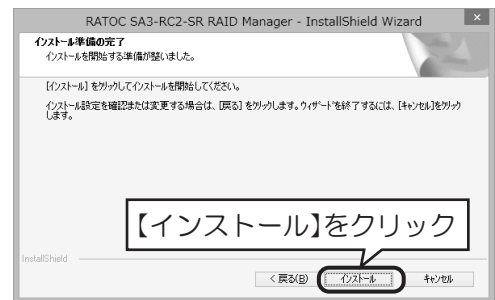 RATOC SA3-RC2-SR RAID Manager - InstallShield Wizard
インストール準備の完了
インストールを開始する準備が整いました。
[インストール] をクリックしてインストールを開始してください。
インストール設定を確認または変更する場合は、[戻る] をクリックします。ウィザードを終了するには、[キャンセル]をクリック
します。
【インストール】をクリック
InstallShield
< 戻る(B)
インストール
キャンセル